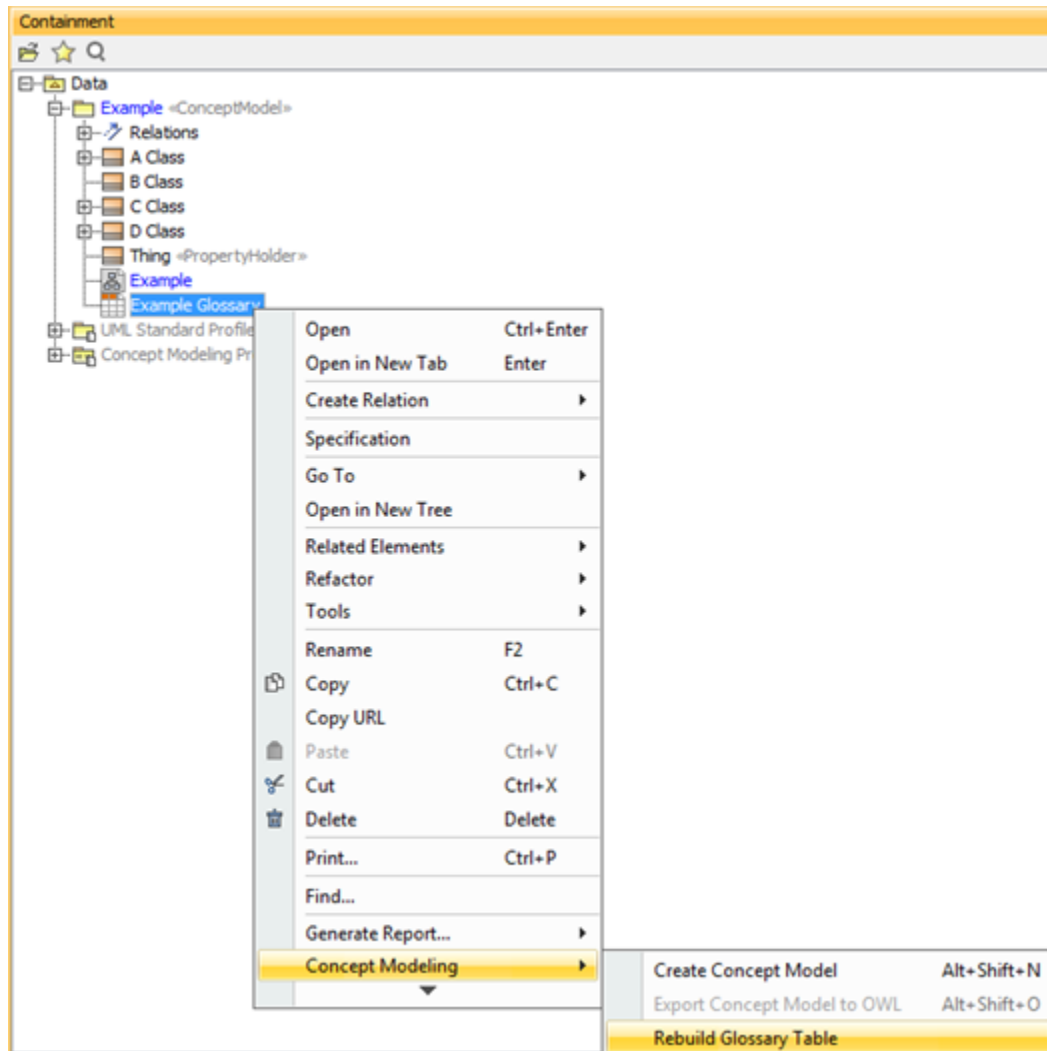 Containment
Data
Example «ConceptModel»
Relations
A Class
B Class
C Class
D Class
Thing «PropertyHolder»
Example
Example Glossary
UML Standard Profile
Concept Modeling Pr
Open Ctrl+Enter
Open in New Tab Enter
Create Relation
Specification
Go To
Open in New Tree
Related Elements
Refactor
Tools
Rename F2
Copy Ctrl+C
Copy URL
Paste Ctrl+V
Cut Ctrl+X
Delete Delete
Print... Ctrl+P
Find...
Generate Report...
Concept Modeling
Create Concept Model Alt+Shift+N
Export Concept Model to OWL Alt+Shift+O
Rebuild Glossary Table